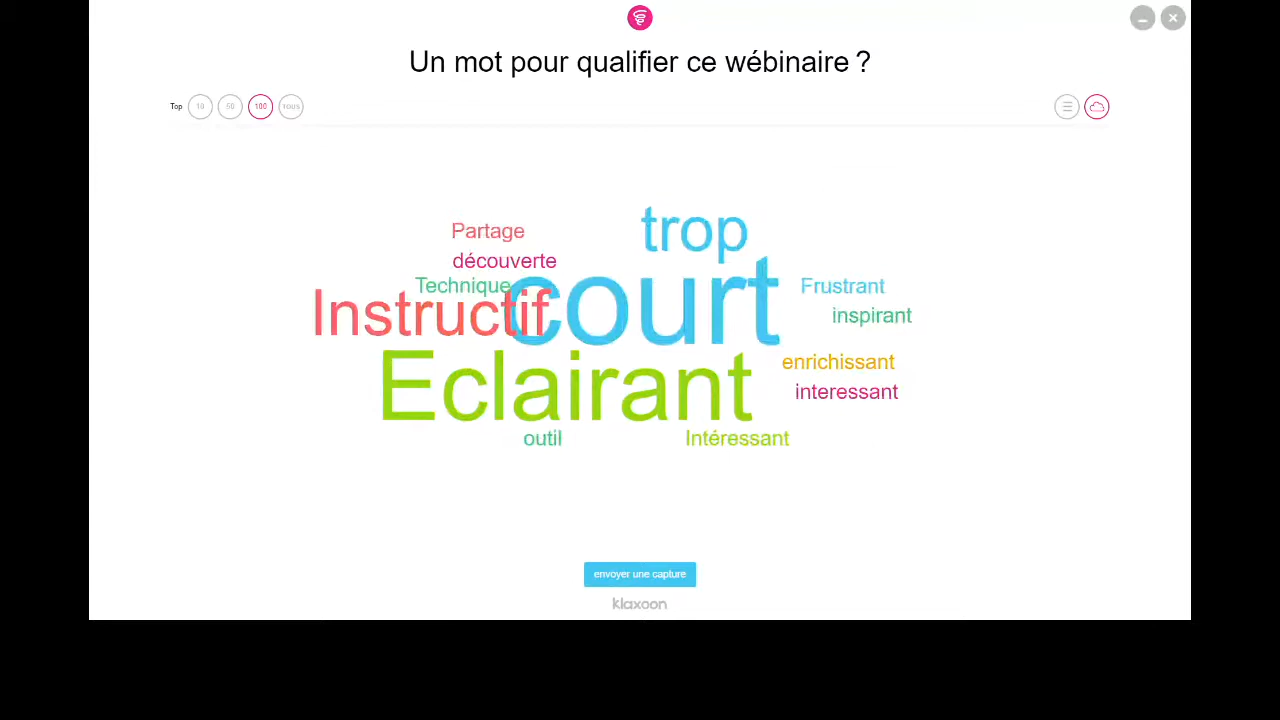 Un mot pour qualifier ce wébinaire ?
Top 10 50 100 TOUS
trop
Partage
découverte
Technique
court
Frustrant
Instructif
inspirant
enrichissant
Eclairant
interessant
outil
Intéressant
envoyer une capture
klaxoon